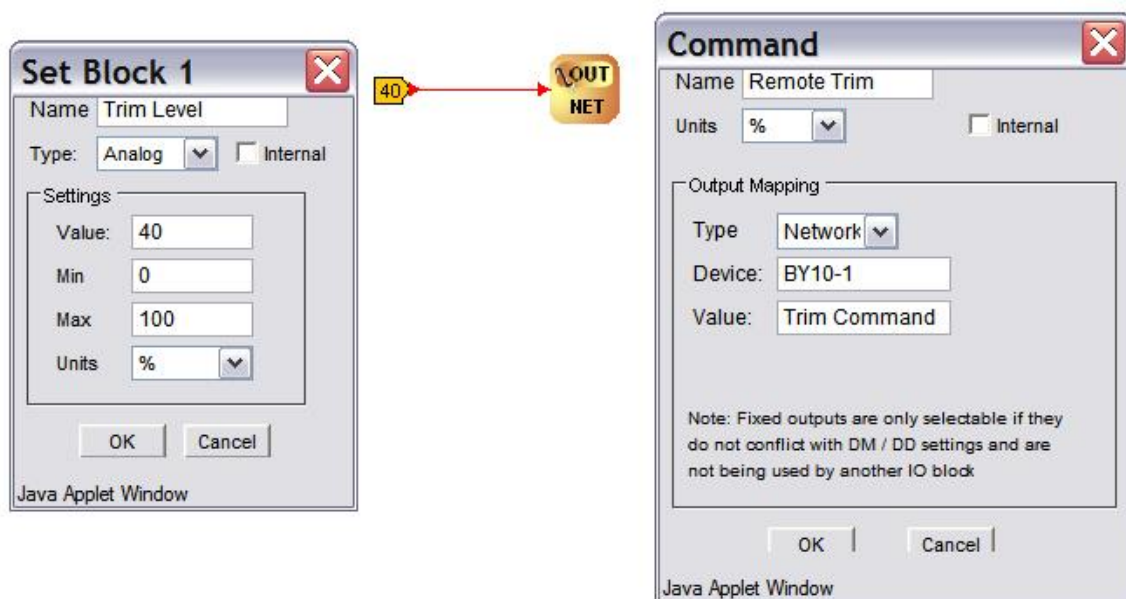 Set Block 1
Name Trim Level
Type: Analog Internal
Settings
Value: 40
Min 0
Max 100
Units %
OK Cancel
Java Applet Window
40
OUT
NET
Command
Name Remote Trim
Units % Internal
Output Mapping
Type Network
Device: BY10-1
Value: Trim Command
Note: Fixed outputs are only selectable if they
do not conflict with DM / DD settings and are
not being used by another IO block
OK Cancel
Java Applet Window